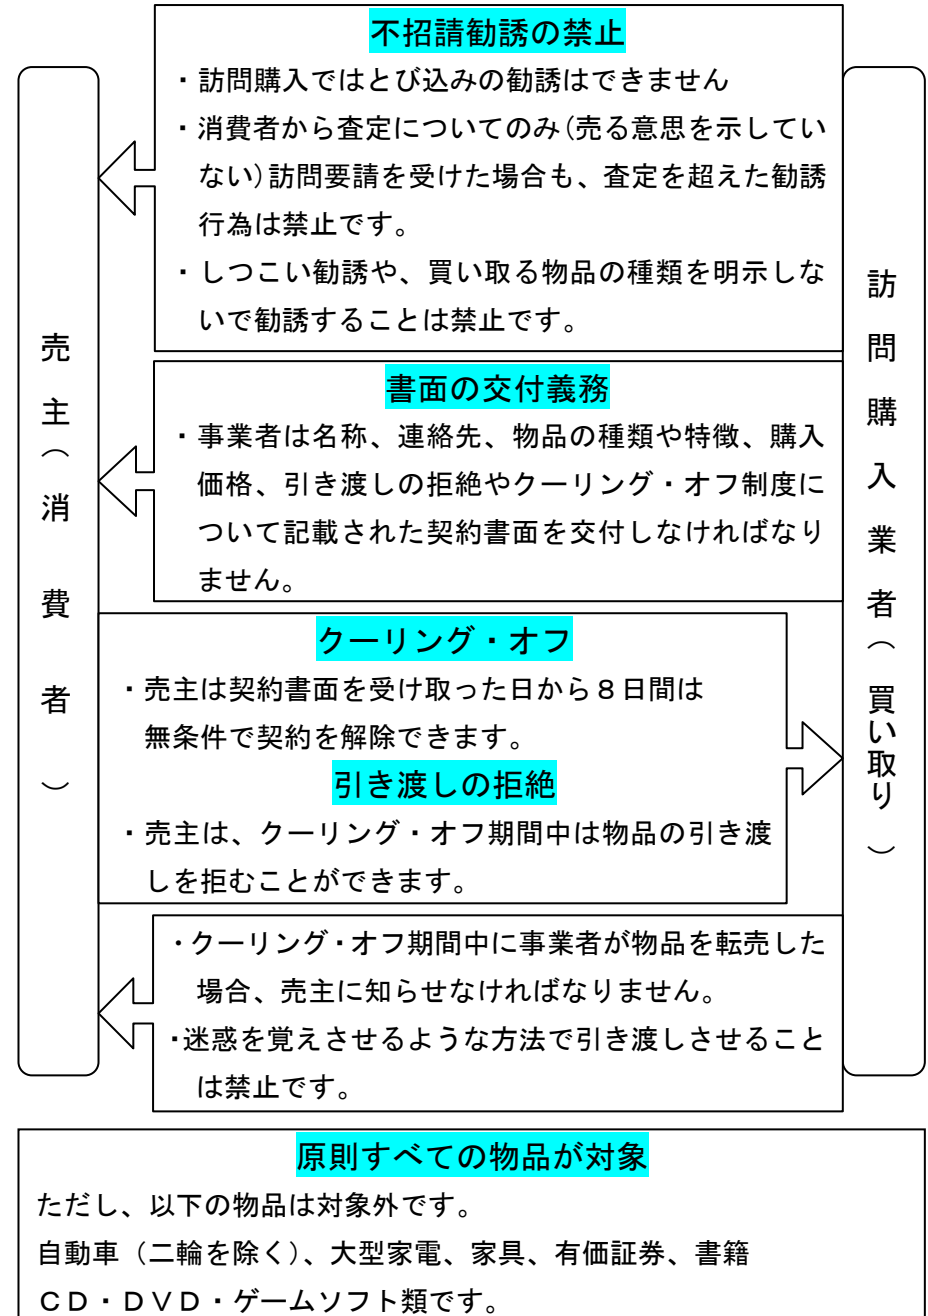 不招請勧誘の禁止
・訪問購入ではとび込みの勧誘はできません
・消費者から査定についてのみ(売る意思を示してい
ない)訪問要請を受けた場合も、査定を超えた勧誘
行為は禁止です。
・しつこい勧誘や、買い取る物品の種類を明示しな
いで勧誘することは禁止です。
書面の交付義務
・事業者は名称、連絡先、物品の種類や特徴、購入
価格、引き渡しの拒絶やクーリング・オフ制度に
ついて記載された契約書面を交付しなければなり
ません。
クーリング・オフ
・売主は契約書面を受け取った日から8日間は
無条件で契約を解除できます。
引き渡しの拒絶
・売主は、クーリング・オフ期間中は物品の引き渡
しを拒むことができます。
・クーリング・オフ期間中に事業者が物品を転売した
場合、売主に知らせなければなりません。
・迷惑を覚えさせるような方法で引き渡しさせること
は禁止です。
売主(消費者)
訪問購入業者(買い取り)
原則すべての物品が対象
ただし、以下の物品は対象外です。
自動車(二輪を除く)、大型家電、家具、有価証券、書籍
CD・DVD・ゲームソフト類です。